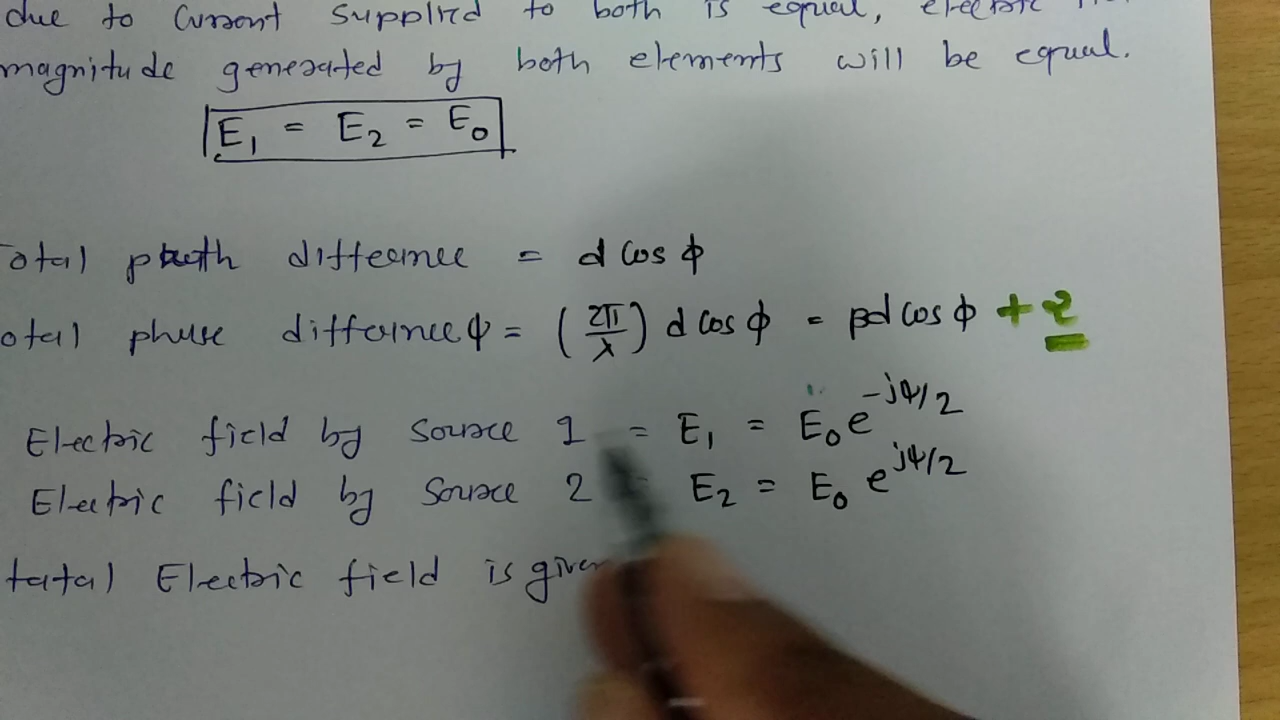 due to Current supplied to both is equal,
magnitude generated by both elements will be equal.
E₁ = E₂ = E₀
otal path difference = d cos ϕ
otal phase difference ψ = (2π/λ) d cos ϕ = βd cos ϕ +
Electric field by source 1 = E₁ = E₀ e^-jψ/2
Electric field by source 2 = E₂ = E₀ e^jψ/2
total Electric field is given